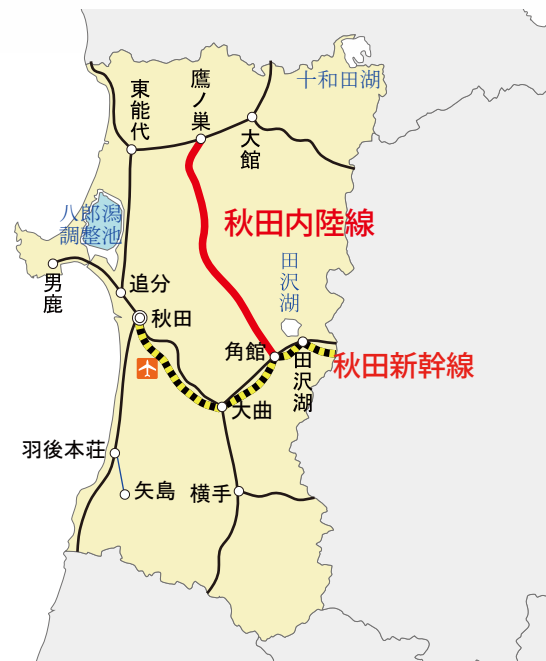 十和田湖
鷹ノ巣
東能代
大館
八郎潟
調整池
秋田内陸線
田沢湖
男鹿
追分
秋田
角館
田沢湖
秋田新幹線
大曲
羽後本荘
矢島
横手